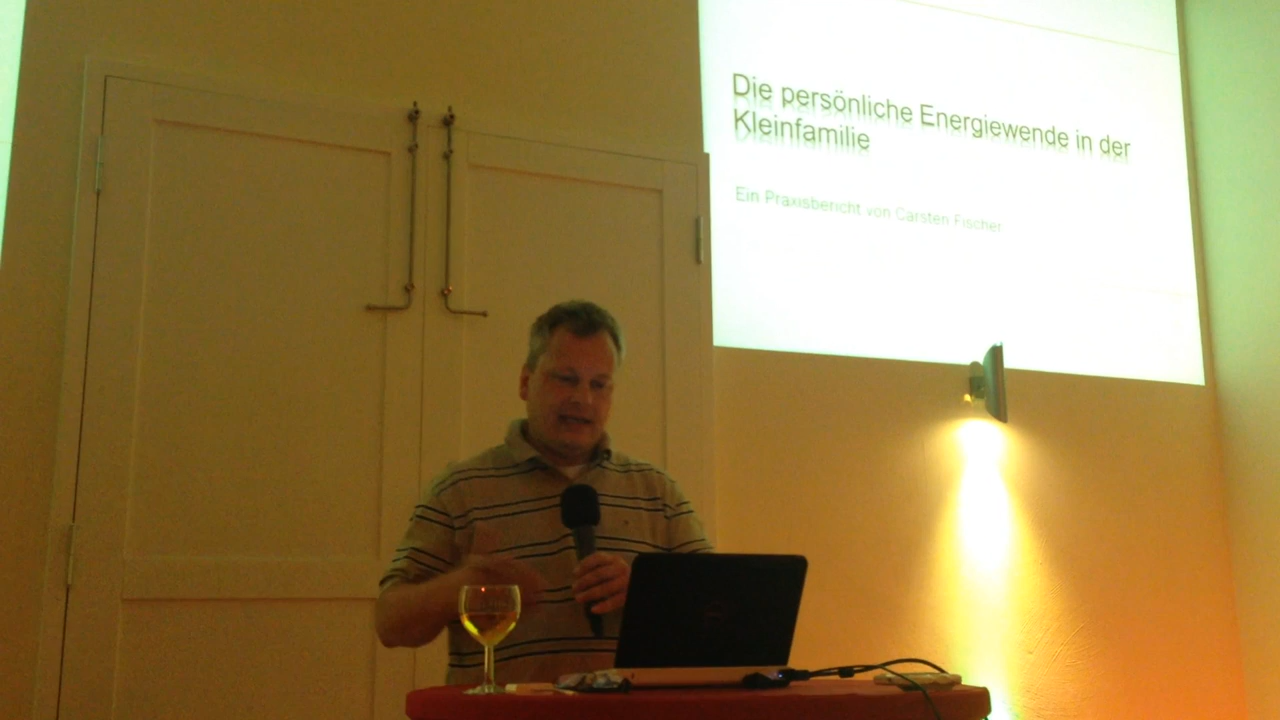 Die persönliche Energiewende in der
Kleinfamilie
Ein Praxisbericht von Carsten Fischer